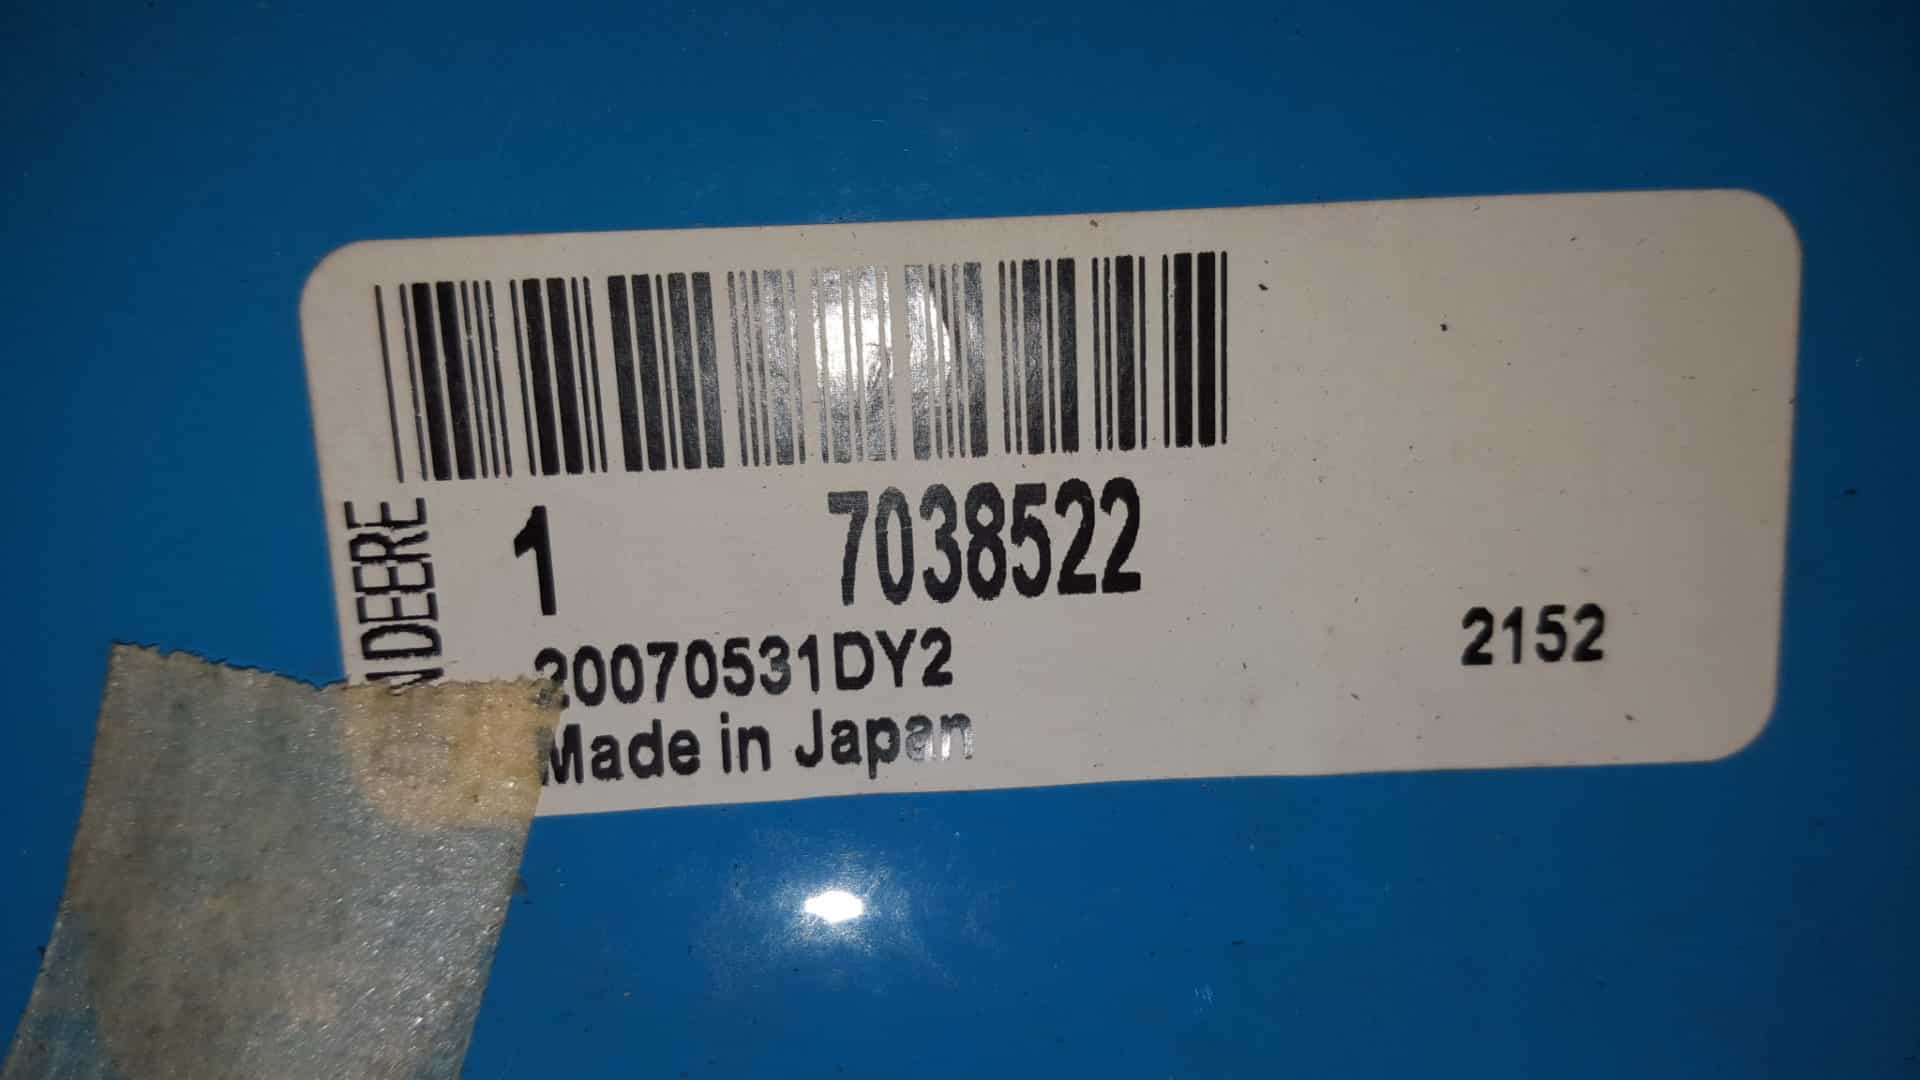 NDEERE
1 7038522
20070531DY2
2152
Made in Japan